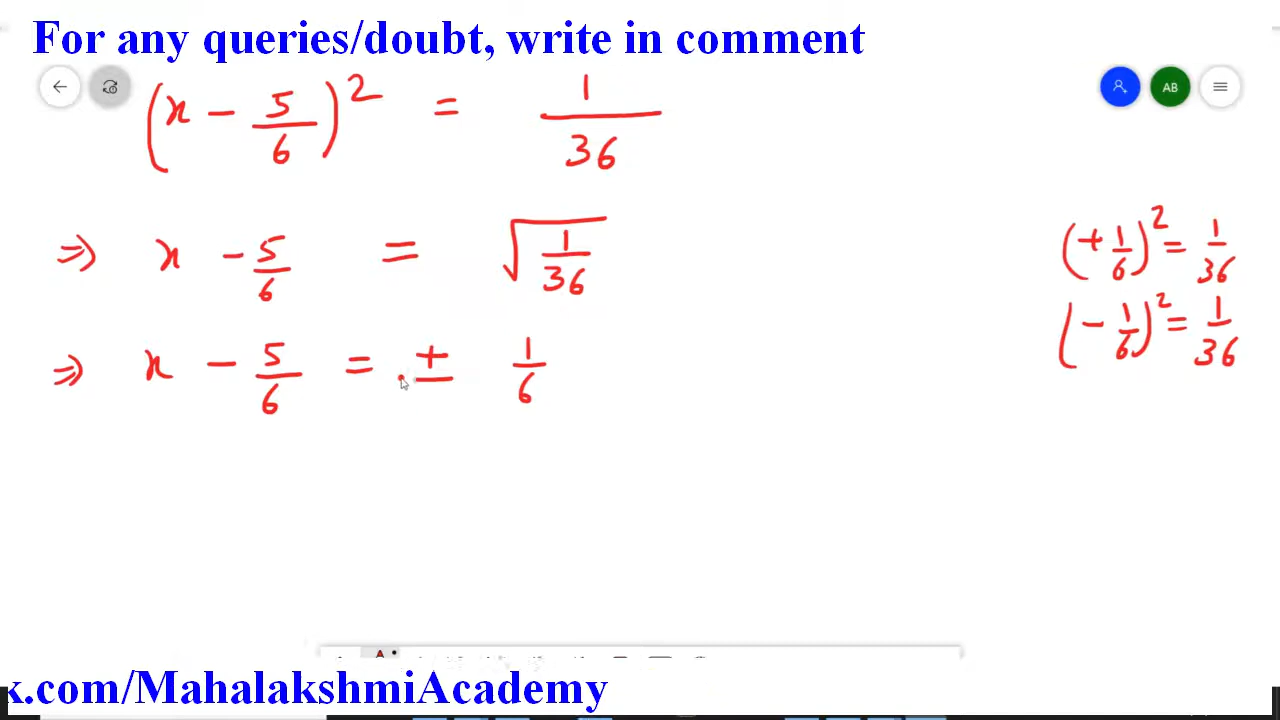 For any queries/doubt, write in comment
AB
(x - 5/6)² = 1/36
⇒ x - 5/6 = √(1/36)
(+ 1/6)² = 1/36
(- 1/6)² = 1/36
⇒ x - 5/6 = ± 1/6
k.com/MahalakshmiAcademy